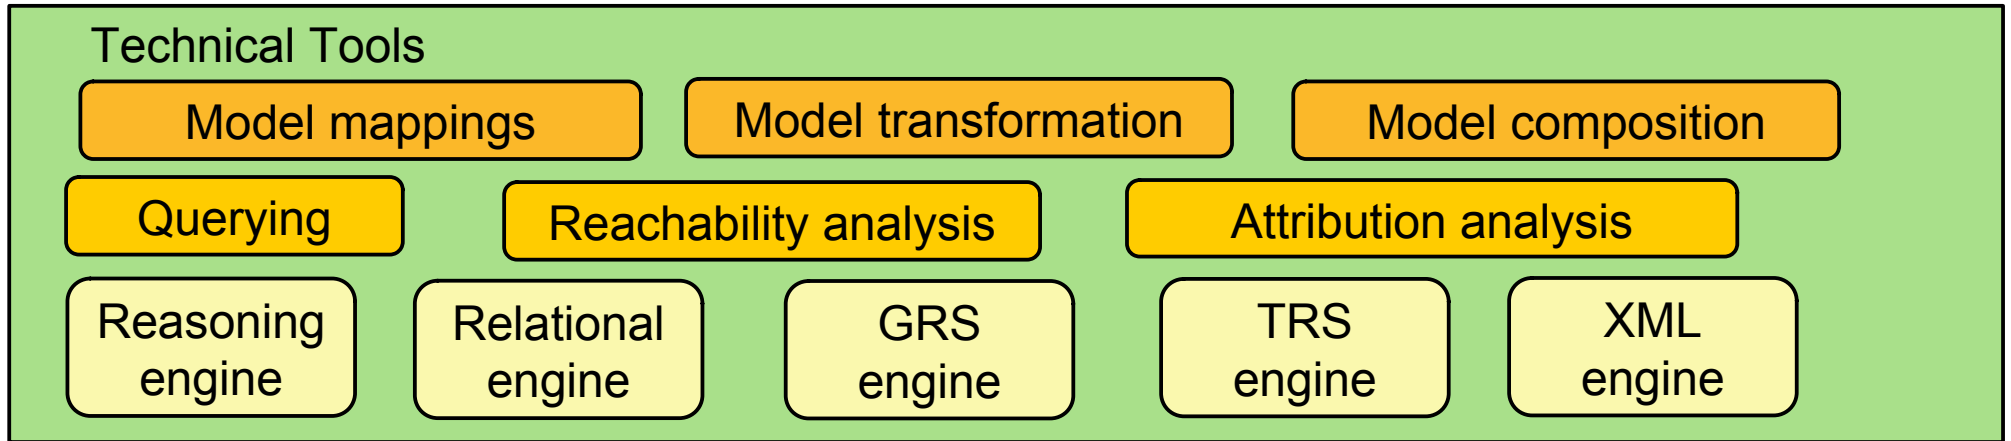 Technical Tools
Model mappings
Model transformation
Model composition
Querying
Reachability analysis
Attribution analysis
Reasoning
engine
Relational
engine
GRS
engine
TRS
engine
XML
engine